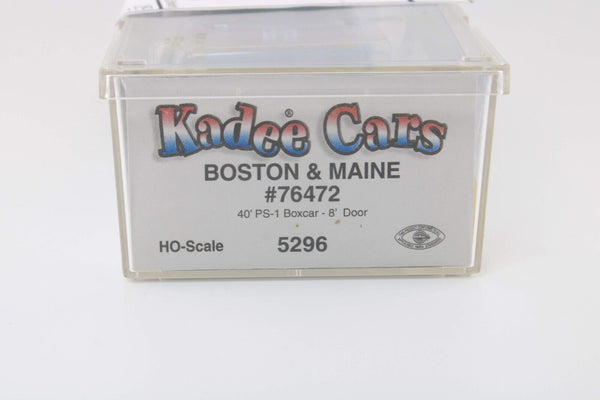 Kadee® Cars
BOSTON & MAINE
#76472
40' PS-1 Boxcar - 8' Door
HO-Scale 5296